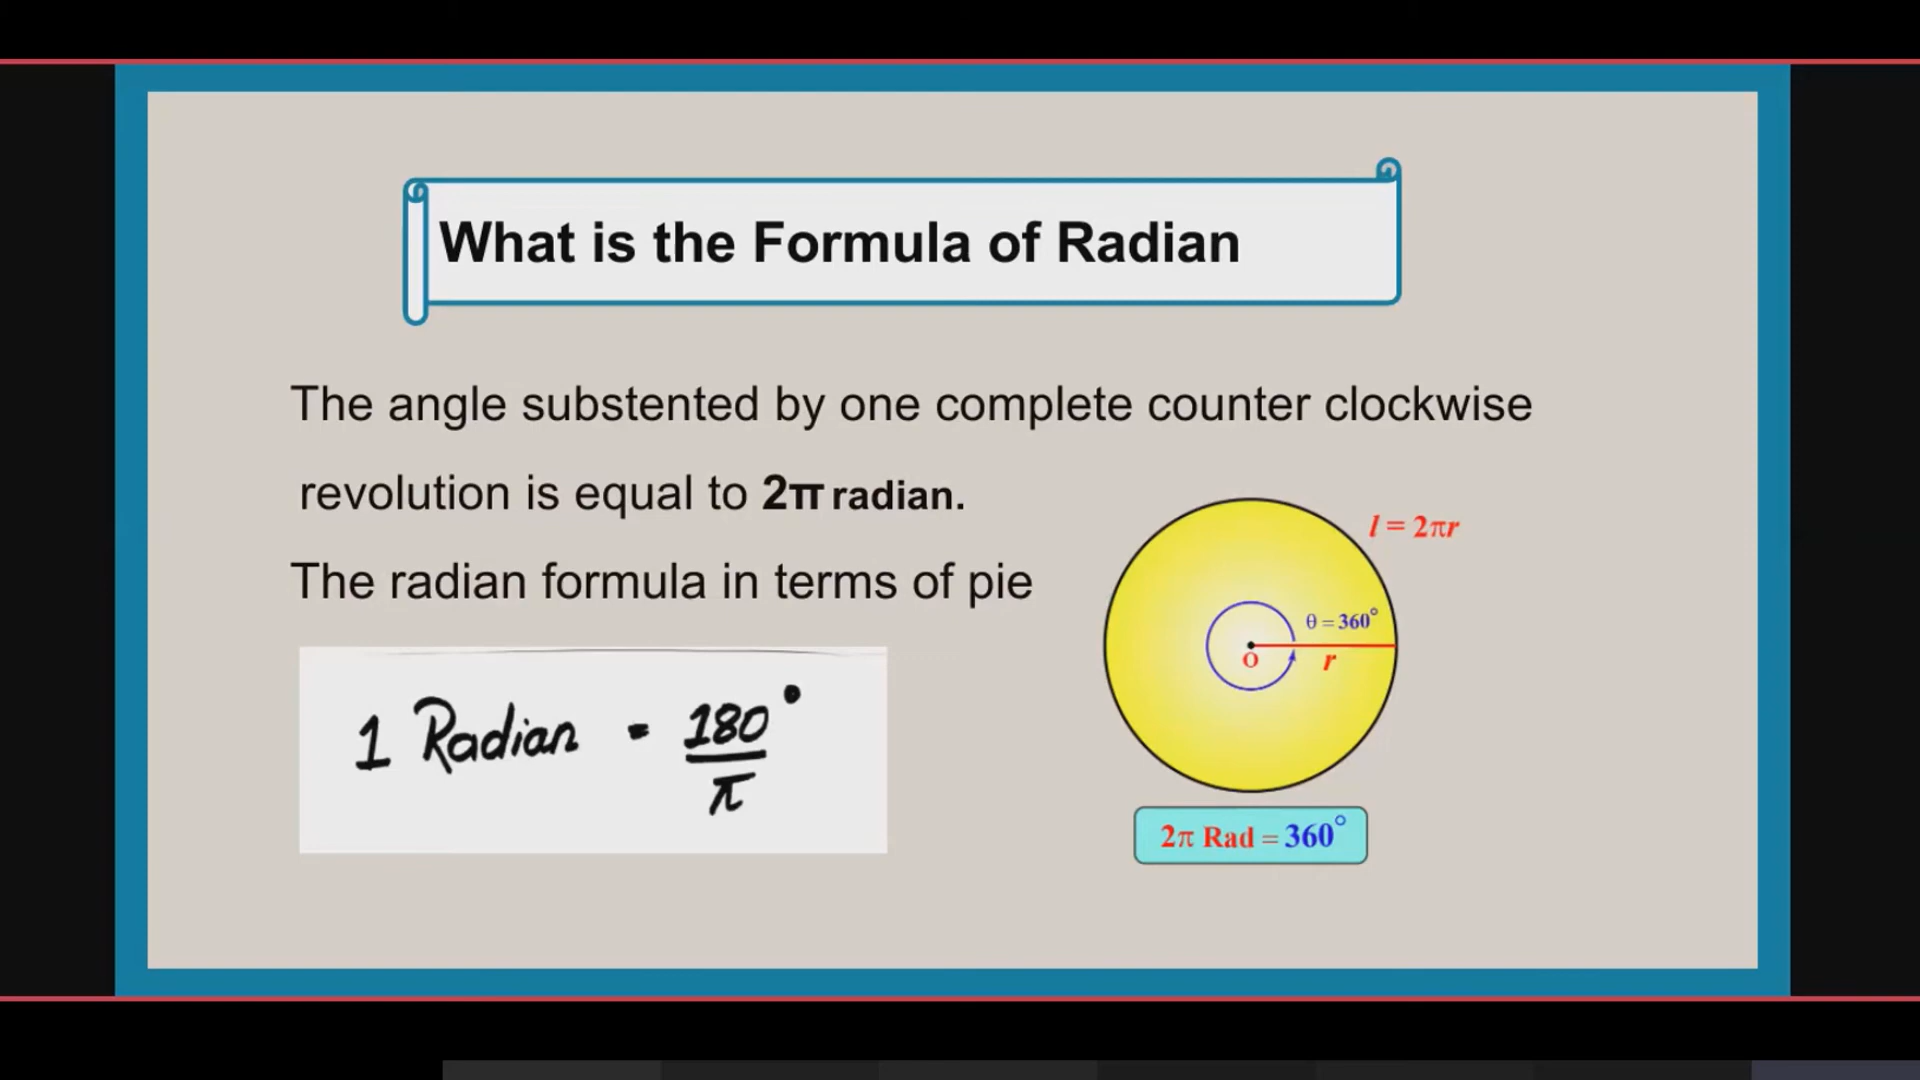 What is the Formula of Radian
The angle substented by one complete counter clockwise
revolution is equal to 2π radian.
The radian formula in terms of pie
1 Radian = 180°/π
l = 2πr
θ = 360°
O
r
2π Rad = 360°